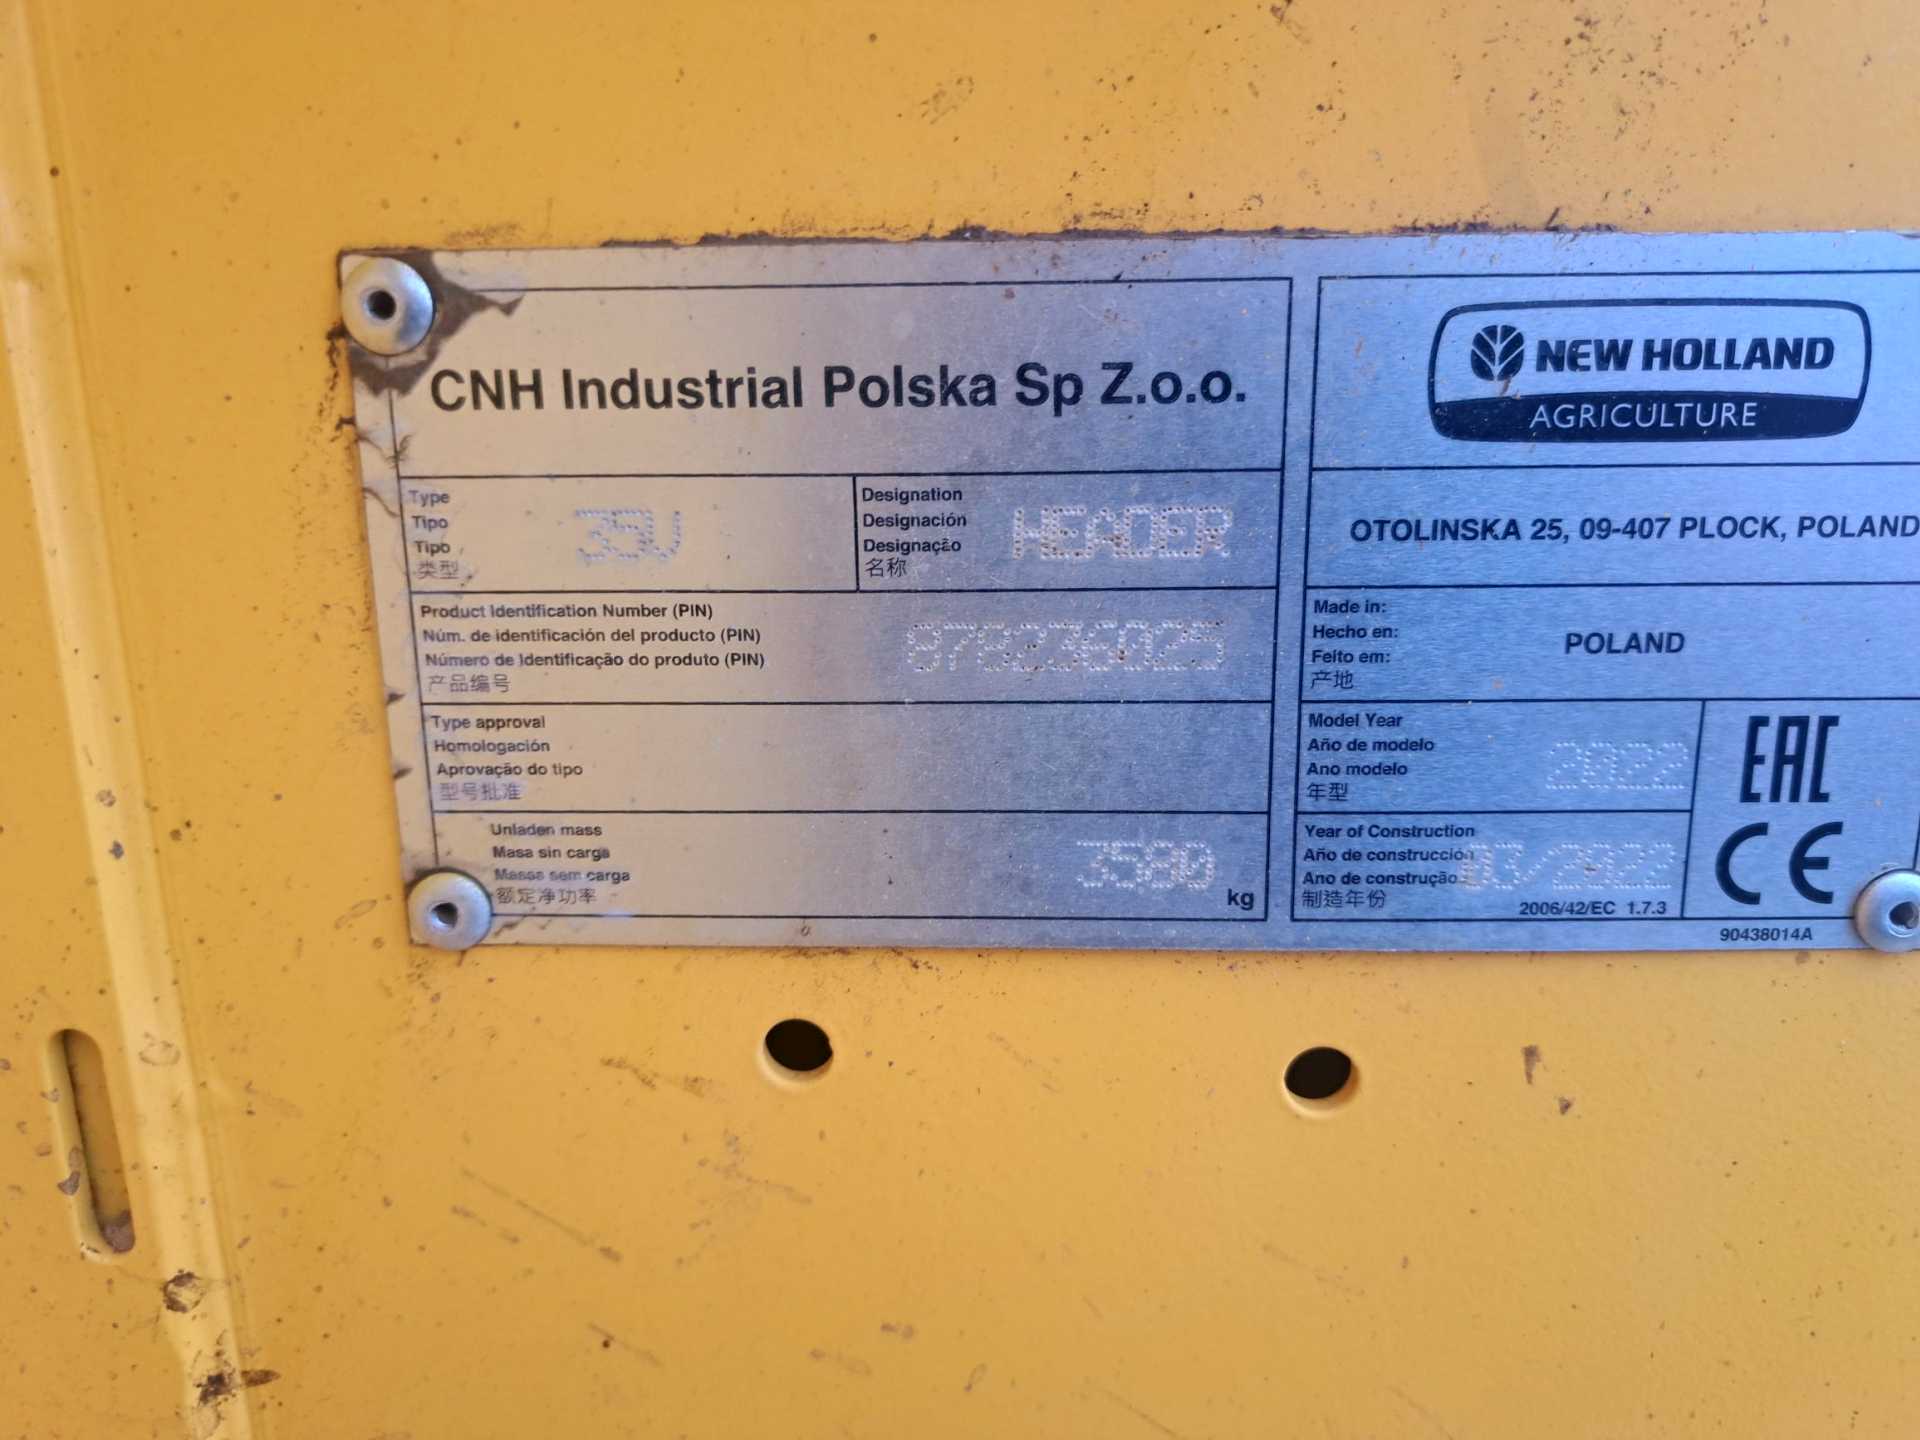 CNH Industrial Polska Sp Z.o.o.
Type
Tipo
Tipo
类型
Designation
Designación
Designação
名称
HEADER
Product Identification Number (PIN)
Núm. de identificación del producto (PIN)
Número de Identificação do produto (PIN)
产品编号
Type approval
Homologación
Aprovação do tipo
型号批准
Unladen mass
Masa sin carga
Massa sem carga
额定净功率
3580
kg
NEW HOLLAND
AGRICULTURE
OTOLINSKA 25, 09-407 PLOCK, POLAND
Made in:
Hecho en:
Feito em:
产地
POLAND
Model Year
Año de modelo
Ano modelo
年型
2022
Year of Construction
Año de construcción
Ano de construção
制造年份
03/2022
2006/42/EC 1.7.3
EAC
CE
90438014A